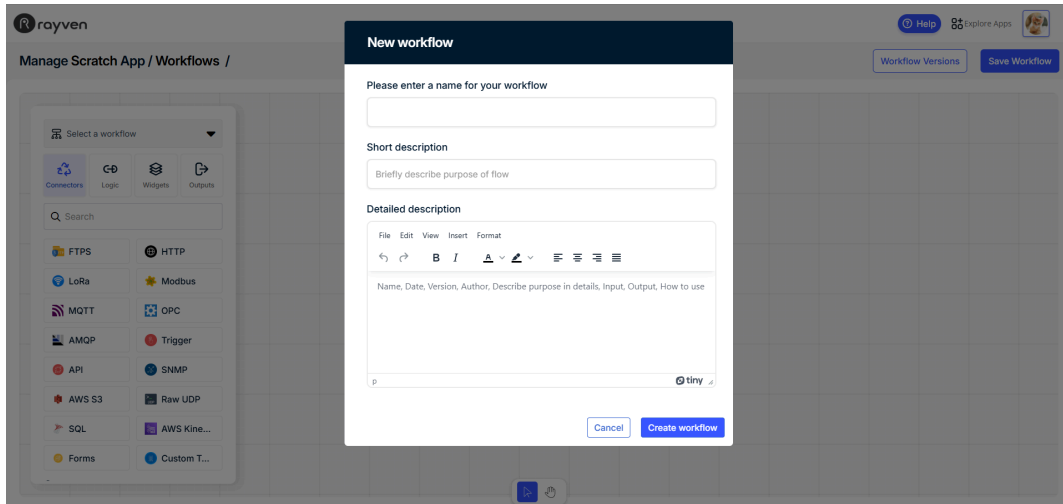 rayven
Help
Explore Apps
Manage Scratch App / Workflows /
Workflow Versions
Save Workflow
Select a workflow
Connectors
Logic
Widgets
Outputs
Search
FTPS
HTTP
LoRa
Modbus
MQTT
OPC
AMQP
Trigger
API
SNMP
AWS S3
Raw UDP
SQL
AWS Kine...
Forms
Custom T...
New workflow
Please enter a name for your workflow
Short description
Briefly describe purpose of flow
Detailed description
File Edit View Insert Format
B I A
Name, Date, Version, Author, Describe purpose in details, Input, Output, How to use
p
tiny
Cancel
Create workflow